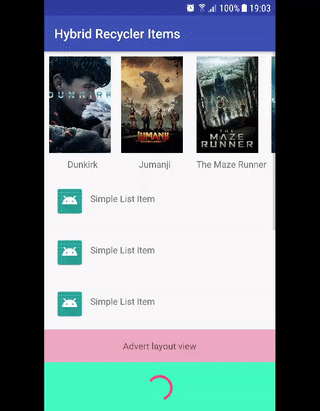 100% 19:03
Hybrid Recycler Items
DUNKIRK
JUMANJI
THE
MAZE
RUNNER
Dunkirk
Jumanji
The Maze Runner
Simple List Item
Simple List Item
Simple List Item
Advert layout view